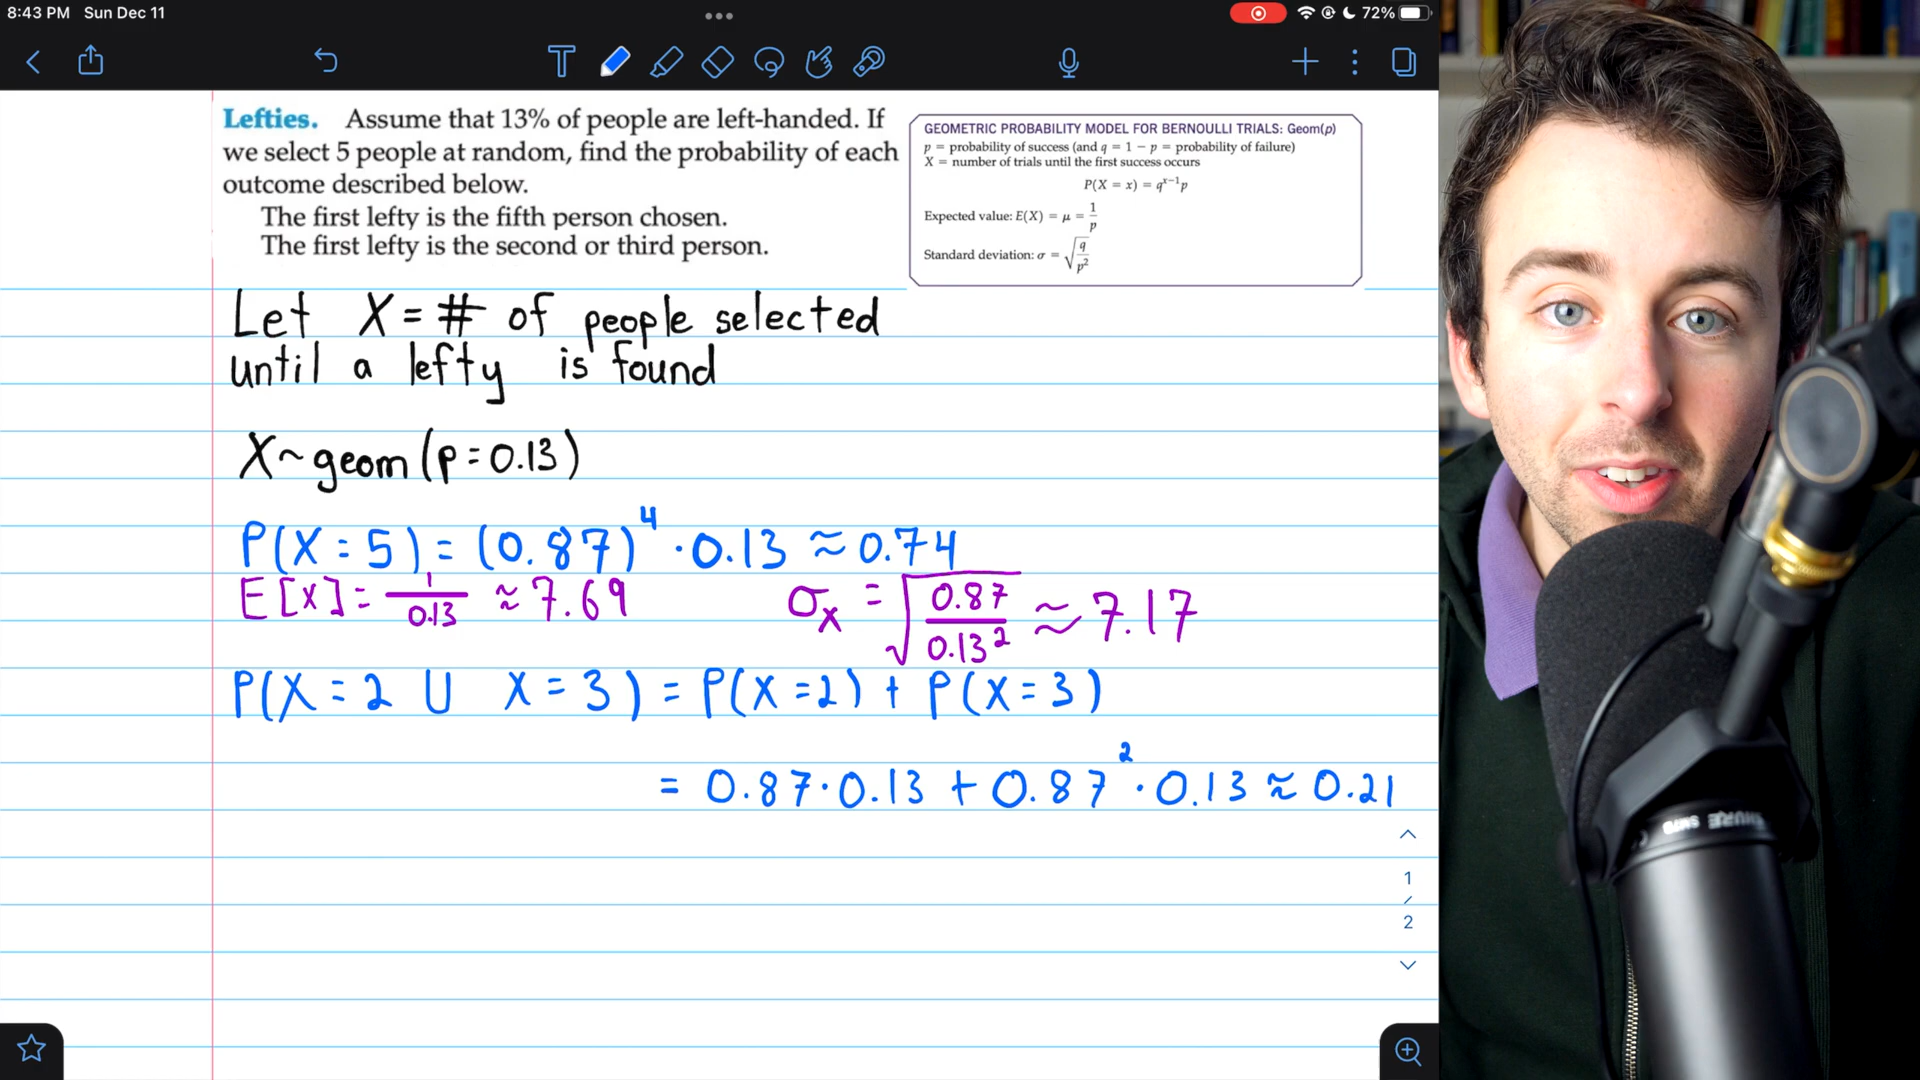 8:43 PM Sun Dec 11
72%
Lefties. Assume that 13% of people are left-handed. If
we select 5 people at random, find the probability of each
outcome described below.
The first lefty is the fifth person chosen.
The first lefty is the second or third person.
GEOMETRIC PROBABILITY MODEL FOR BERNOULLI TRIALS: Geom(p)
p = probability of success (and q = 1 − p = probability of failure)
X = number of trials until the first success occurs
P(X = x) = q^{x−1}p
Expected value: E(X) = μ = 1/p
Standard deviation: σ = √(q/p²)
Let X = # of people selected
until a lefty is found
X ~ geom (p = 0.13)
P(X = 5) = (0.87)⁴ · 0.13 ≈ 0.74
E[X] = 1/0.13 ≈ 7.69 σₓ = √(0.87/0.13²) ≈ 7.17
P(X = 2 U X = 3) = P(X = 2) + P(X = 3)
= 0.87 · 0.13 + 0.87² · 0.13 ≈ 0.21
1
/
2
SHURE SM7B